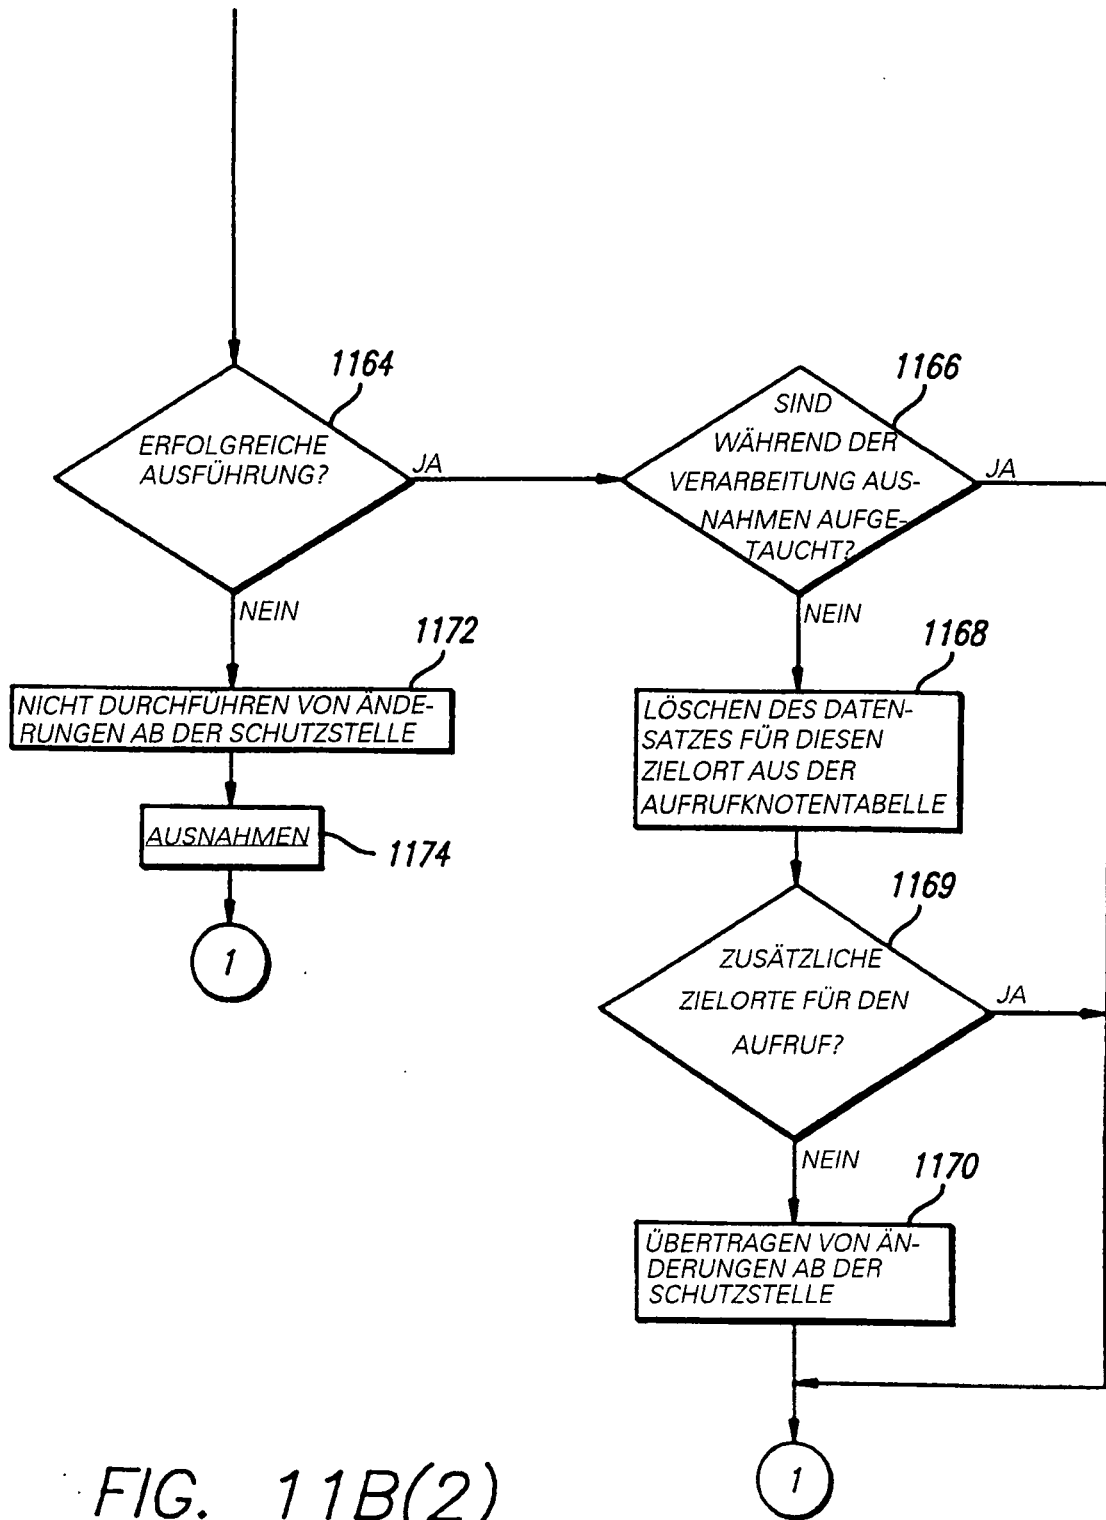 1164
ERFOLGREICHE
AUSFÜHRUNG?
JA
NEIN
1166
SIND
WÄHREND DER
VERARBEITUNG AUS-
NAHMEN AUFGE-
TAUCHT?
JA
NEIN
1172
NICHT DURCHFÜHREN VON ÄNDE-
RUNGEN AB DER SCHUTZSTELLE
AUSNAHMEN
1174
1
1168
LÖSCHEN DES DATEN-
SATZES FÜR DIESEN
ZIELORT AUS DER
AUFRUFKNOTENTABELLE
1169
ZUSÄTZLICHE
ZIELORTE FÜR DEN
AUFRUF?
JA
NEIN
1170
ÜBERTRAGEN VON ÄN-
DERUNGEN AB DER
SCHUTZSTELLE
1
FIG. 11B(2)